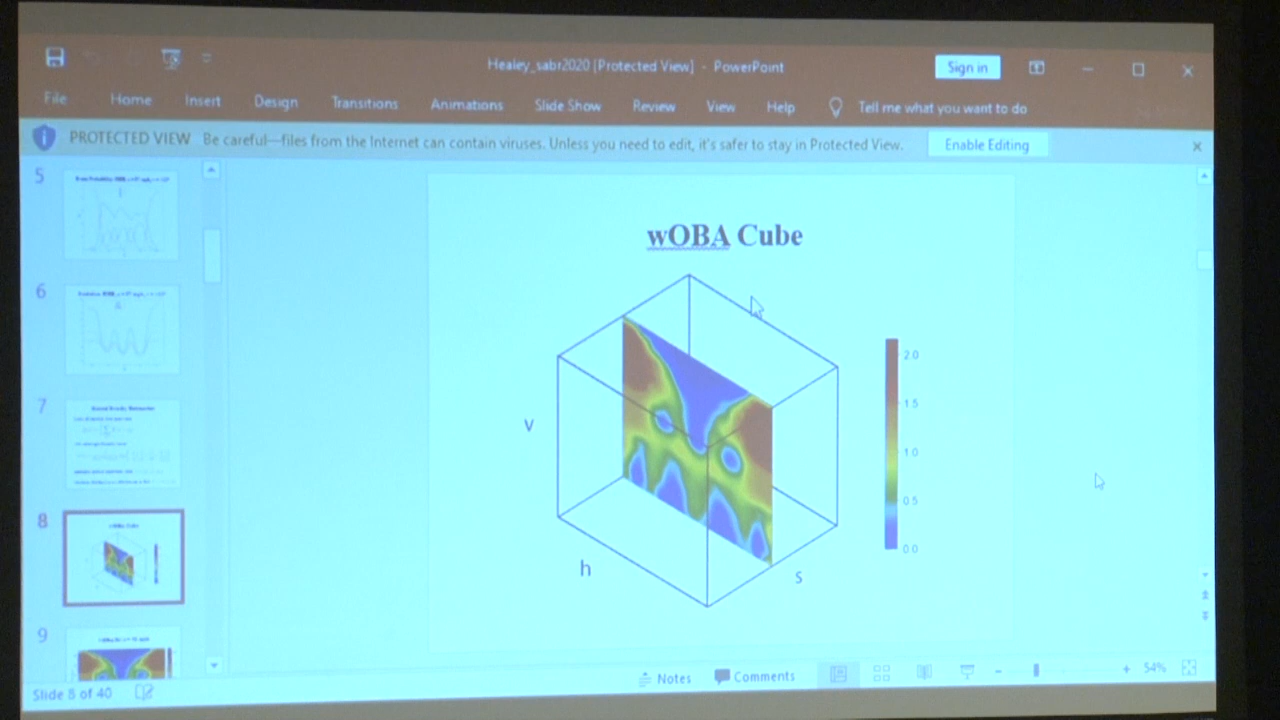 Healey_sabr2020 [Protected View] - PowerPoint
Sign in
File Home Insert Design Transitions Animations Slide Show Review View Help Tell me what you want to do
PROTECTED VIEW Be careful—files from the Internet can contain viruses. Unless you need to edit, it's safer to stay in Protected View. Enable Editing
5
6
7
8
wOBA Cube
9
wOBA Cube
v
h
s
2.0
1.5
1.0
0.5
0.0
Slide 8 of 40
Notes Comments 54%